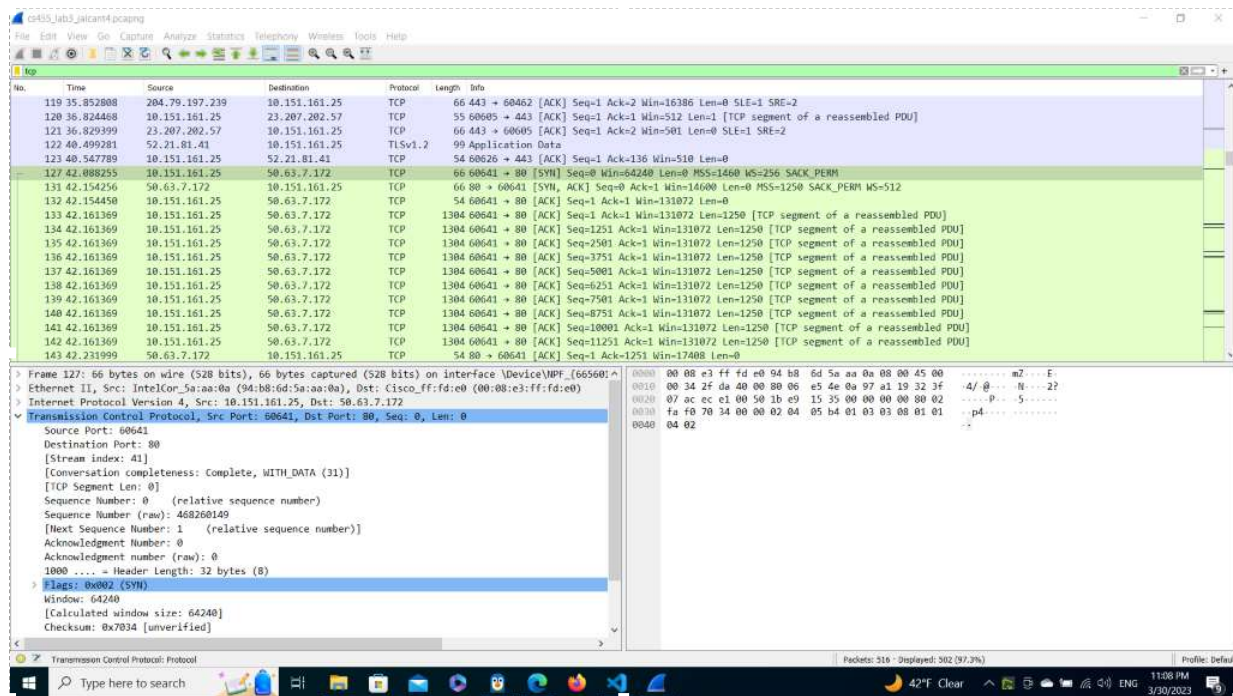 cs455_lab3_jaicant4.pcapng
File Edit View Go Capture Analyze Statistics Telephony Wireless Tools Help
tcp
No. Time Source Destination Protocol Length Info
119 35.852808 204.79.197.239 10.151.161.25 TCP 66 443 → 60462 [ACK] Seq=1 Ack=2 Win=16386 Len=0 SLE=1 SRE=2
120 36.824468 10.151.161.25 23.207.202.57 TCP 55 60605 → 443 [ACK] Seq=1 Ack=1 Win=512 Len=1 [TCP segment of a reassembled PDU]
121 36.829399 23.207.202.57 10.151.161.25 TCP 66 443 → 60605 [ACK] Seq=1 Ack=2 Win=501 Len=0 SLE=1 SRE=2
122 40.499281 52.21.81.41 10.151.161.25 TLSv1.2 99 Application Data
123 40.547789 10.151.161.25 52.21.81.41 TCP 54 60626 → 443 [ACK] Seq=1 Ack=136 Win=510 Len=0
127 42.088255 10.151.161.25 50.63.7.172 TCP 66 60641 → 80 [SYN] Seq=0 Win=64240 Len=0 MSS=1460 WS=256 SACK_PERM
131 42.154256 50.63.7.172 10.151.161.25 TCP 66 80 → 60641 [SYN, ACK] Seq=0 Ack=1 Win=14600 Len=0 MSS=1250 SACK_PERM WS=512
132 42.154450 10.151.161.25 50.63.7.172 TCP 54 60641 → 80 [ACK] Seq=1 Ack=1 Win=131072 Len=0
133 42.161369 10.151.161.25 50.63.7.172 TCP 1304 60641 → 80 [ACK] Seq=1 Ack=1 Win=131072 Len=1250 [TCP segment of a reassembled PDU]
134 42.161369 10.151.161.25 50.63.7.172 TCP 1304 60641 → 80 [ACK] Seq=1251 Ack=1 Win=131072 Len=1250 [TCP segment of a reassembled PDU]
135 42.161369 10.151.161.25 50.63.7.172 TCP 1304 60641 → 80 [ACK] Seq=2501 Ack=1 Win=131072 Len=1250 [TCP segment of a reassembled PDU]
136 42.161369 10.151.161.25 50.63.7.172 TCP 1304 60641 → 80 [ACK] Seq=3751 Ack=1 Win=131072 Len=1250 [TCP segment of a reassembled PDU]
137 42.161369 10.151.161.25 50.63.7.172 TCP 1304 60641 → 80 [ACK] Seq=5001 Ack=1 Win=131072 Len=1250 [TCP segment of a reassembled PDU]
138 42.161369 10.151.161.25 50.63.7.172 TCP 1304 60641 → 80 [ACK] Seq=6251 Ack=1 Win=131072 Len=1250 [TCP segment of a reassembled PDU]
139 42.161369 10.151.161.25 50.63.7.172 TCP 1304 60641 → 80 [ACK] Seq=7501 Ack=1 Win=131072 Len=1250 [TCP segment of a reassembled PDU]
140 42.161369 10.151.161.25 50.63.7.172 TCP 1304 60641 → 80 [ACK] Seq=8751 Ack=1 Win=131072 Len=1250 [TCP segment of a reassembled PDU]
141 42.161369 10.151.161.25 50.63.7.172 TCP 1304 60641 → 80 [ACK] Seq=10001 Ack=1 Win=131072 Len=1250 [TCP segment of a reassembled PDU]
142 42.161369 10.151.161.25 50.63.7.172 TCP 1304 60641 → 80 [ACK] Seq=11251 Ack=1 Win=131072 Len=1250 [TCP segment of a reassembled PDU]
143 42.231999 50.63.7.172 10.151.161.25 TCP 54 80 → 60641 [ACK] Seq=1 Ack=1251 Win=17408 Len=0
Frame 127: 66 bytes on wire (528 bits), 66 bytes captured (528 bits) on interface \Device\NPF_{66560
Ethernet II, Src: IntelCor_5a:aa:0a (94:b8:6d:5a:aa:0a), Dst: Cisco_ff:fd:e0 (00:08:e3:ff:fd:e0)
Internet Protocol Version 4, Src: 10.151.161.25, Dst: 50.63.7.172
Transmission Control Protocol, Src Port: 60641, Dst Port: 80, Seq: 0, Len: 0
Source Port: 60641
Destination Port: 80
[Stream index: 41]
[Conversation completeness: Complete, WITH_DATA (31)]
[TCP Segment Len: 0]
Sequence Number: 0 (relative sequence number)
Sequence Number (raw): 468260149
[Next Sequence Number: 1 (relative sequence number)]
Acknowledgment Number: 0
Acknowledgment number (raw): 0
1000 .... = Header Length: 32 bytes (8)
Flags: 0x002 (SYN)
Window: 64240
[Calculated window size: 64240]
Checksum: 0x7034 [unverified]
0000 00 08 e3 ff fd e0 94 b8 6d 5a aa 0a 08 00 45 00 ········ mZ····E·
0010 00 34 2f da 40 00 80 06 e5 4e 0a 97 a1 19 32 3f ·4/·@··· ·N····2?
0020 07 ac ec e1 00 50 1b e9 15 35 00 00 00 00 80 02 ·····P·· ·5······
0030 fa f0 70 34 00 00 02 04 05 b4 01 03 03 08 01 01 ··p4···· ········
0040 04 02 ··
Transmission Control Protocol: Protocol
Packets: 516 · Displayed: 502 (97.3%)
Profile: Defau
Type here to search
42°F Clear
ENG
11:08 PM
3/30/2023